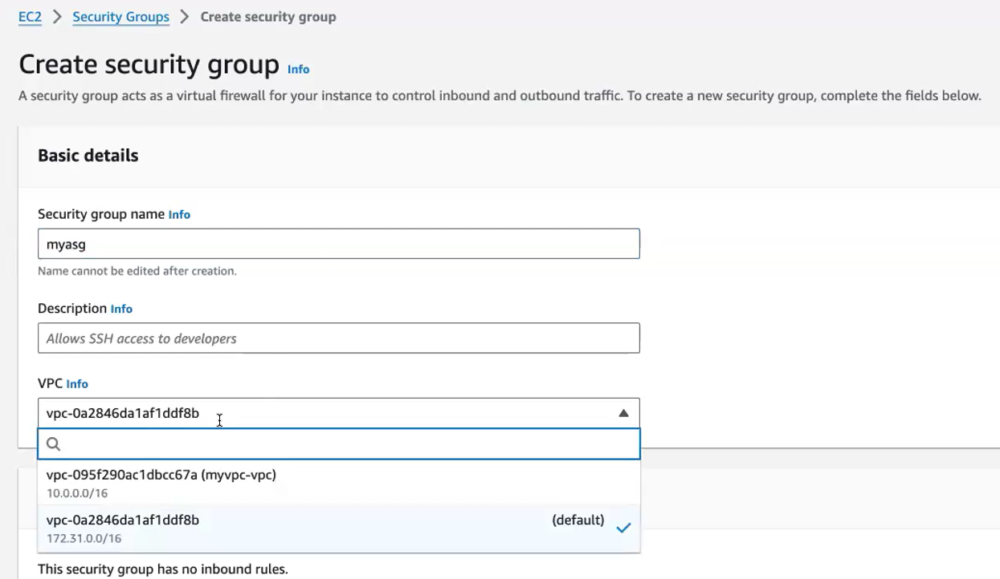 EC2 > Security Groups > Create security group
Create security group Info
A security group acts as a virtual firewall for your instance to control inbound and outbound traffic. To create a new security group, complete the fields below.
Basic details
Security group name Info
myasg
Name cannot be edited after creation.
Description Info
Allows SSH access to developers
VPC Info
vpc-0a2846da1af1ddf8b
vpc-095f290ac1dbcc67a (myvpc-vpc)
10.0.0.0/16
vpc-0a2846da1af1ddf8b (default)
172.31.0.0/16
This security group has no inbound rules.